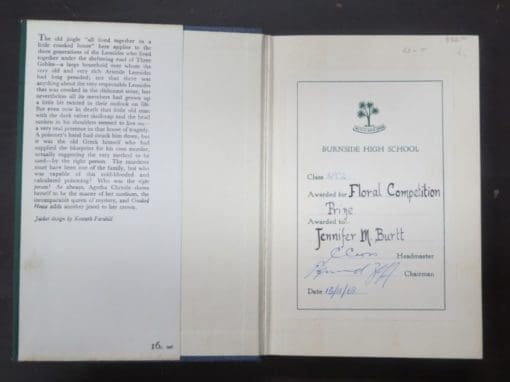 The old jingle "all lived together in a
little crooked house" here applies to the
three generations of the Leonides who lived
together under the sheltering roof of Three
Gables—a large household over whom the
very old and very rich Aristide Leonides
had long presided; not that there was
anything about the very respectable Leonides
that was crooked in the dishonest sense, but
nevertheless all its members had grown up
a little bit twisted in their outlook on life.
But even now in death that little old man
with the dark velvet skullcap and the head
sunken in his shoulders seemed to live on—
a very real presence in that house of tragedy.
A poisoner's hand had struck him down, but
it was the old Greek himself who had
supplied the blueprint for his own murder,
actually suggesting the very method to be
used—by the right person. The murderer
must have been one of the family, but who
was capable of this cold-blooded and
calculated poisoning? Who was the right
person? As always, Agatha Christie shows
herself to be the master of her medium, the
incomparable queen of mystery, and Crooked
House adds another jewel to her crown.
Jacket design by Kenneth Farnhill
16s. net
BURNSIDE HIGH SCHOOL
Class
Awarded for Floral Competition
Prize
Awarded to
Jennifer M. Burtt
Headmaster
Chairman
Date